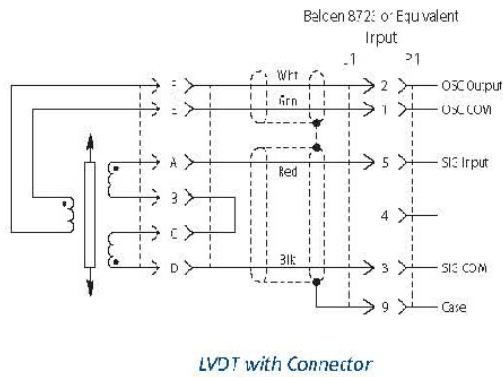 Belden 8723 or Equivalent
Input
J1 P1
F Wht 2 OSC Output
E Grn 1 OSC COM
A Red 5 SIG Input
B
4
C
D Blk 3 SIG COM
9 Case
LVDT with Connector